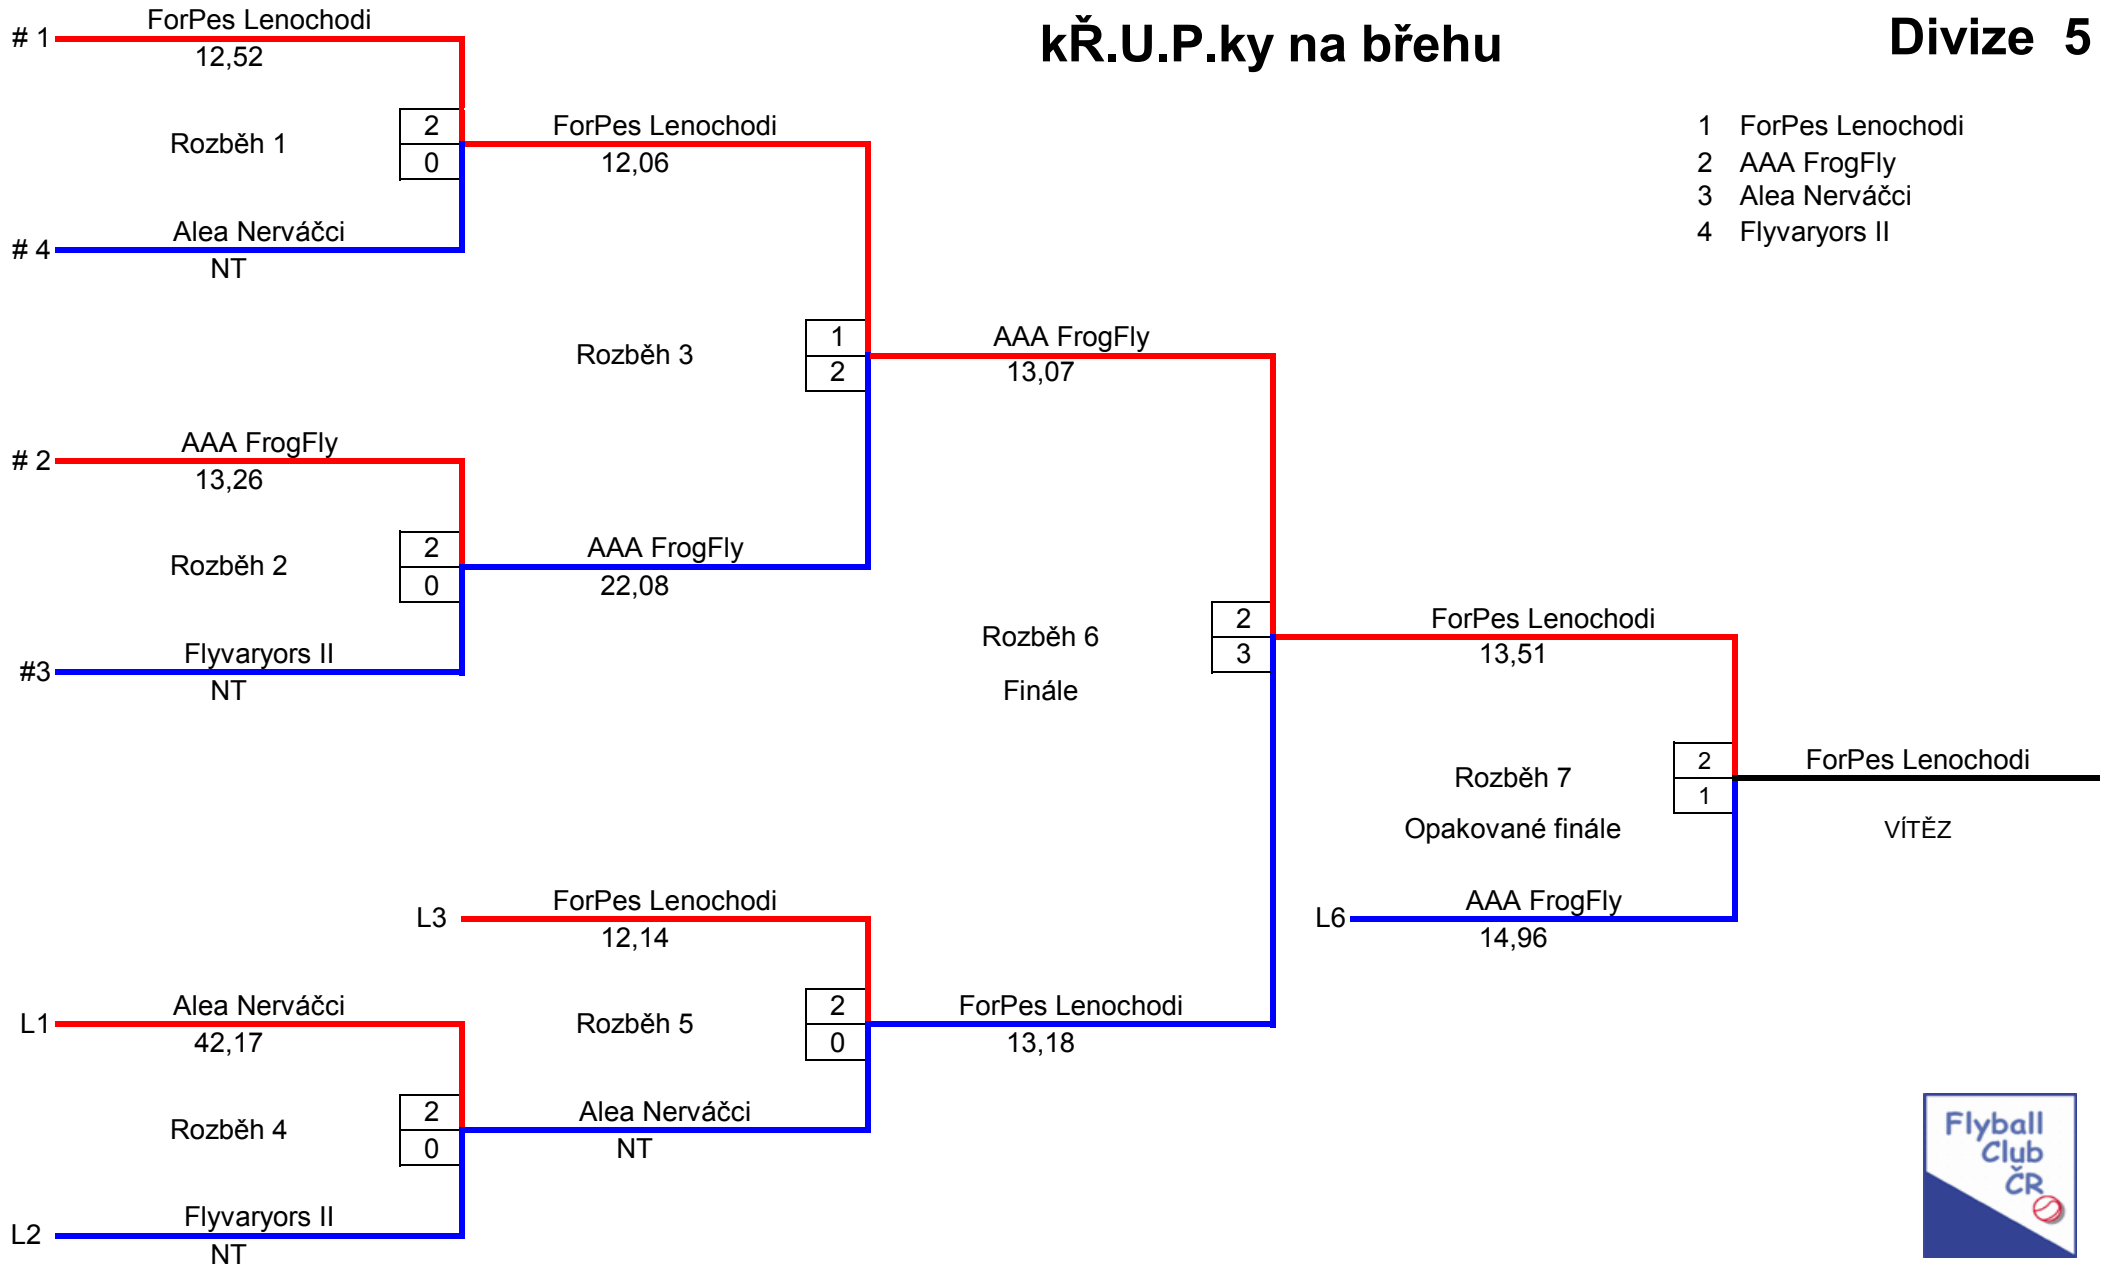 kŘ.U.P.ky na břehu
Divize 5
1 ForPes Lenochodi
2 AAA FrogFly
3 Alea Nerváčci
4 Flyvaryors II
ForPes Lenochodi
# 1
12,52
Rozběh 1
2
0
Alea Nerváčci
# 4
NT
ForPes Lenochodi
12,06
Rozběh 3
1
2
AAA FrogFly
13,07
AAA FrogFly
# 2
13,26
Rozběh 2
2
0
AAA FrogFly
22,08
Flyvaryors II
#3
NT
Rozběh 6
2
3
Finále
ForPes Lenochodi
13,51
Rozběh 7
2
1
Opakované finále
ForPes Lenochodi
VÍTĚZ
L6
AAA FrogFly
14,96
L3
ForPes Lenochodi
12,14
Rozběh 5
2
0
ForPes Lenochodi
13,18
L1
Alea Nerváčci
42,17
Rozběh 4
2
0
Alea Nerváčci
NT
L2
Flyvaryors II
NT
Flyball
Club
ČR